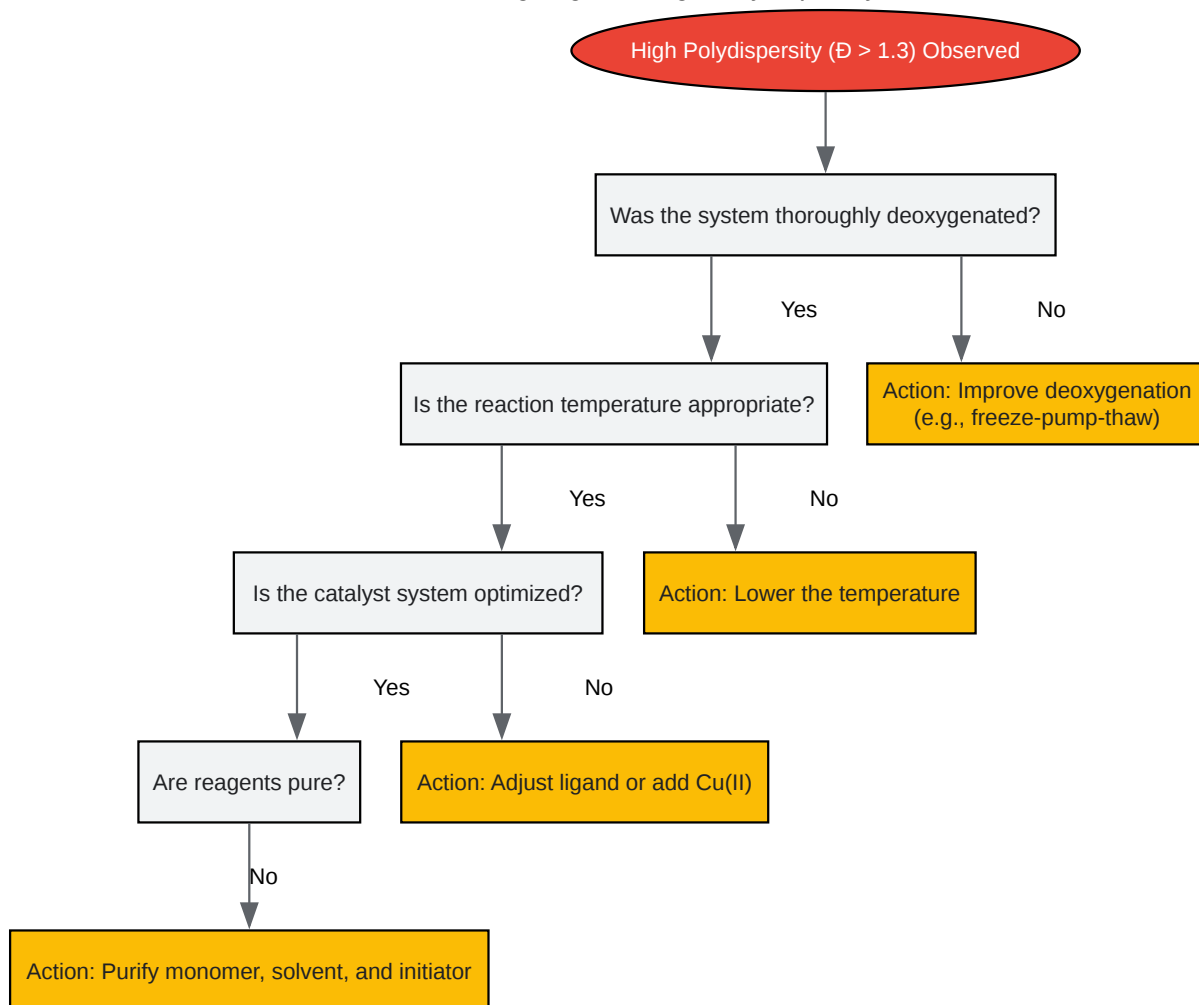 High Polydispersity (Đ > 1.3) Observed
Was the system thoroughly deoxygenated?
Yes
No
Is the reaction temperature appropriate?
Action: Improve deoxygenation
(e.g., freeze-pump-thaw)
Yes
No
Is the catalyst system optimized?
Action: Lower the temperature
Yes
No
Are reagents pure?
Action: Adjust ligand or add Cu(II)
No
Action: Purify monomer, solvent, and initiator